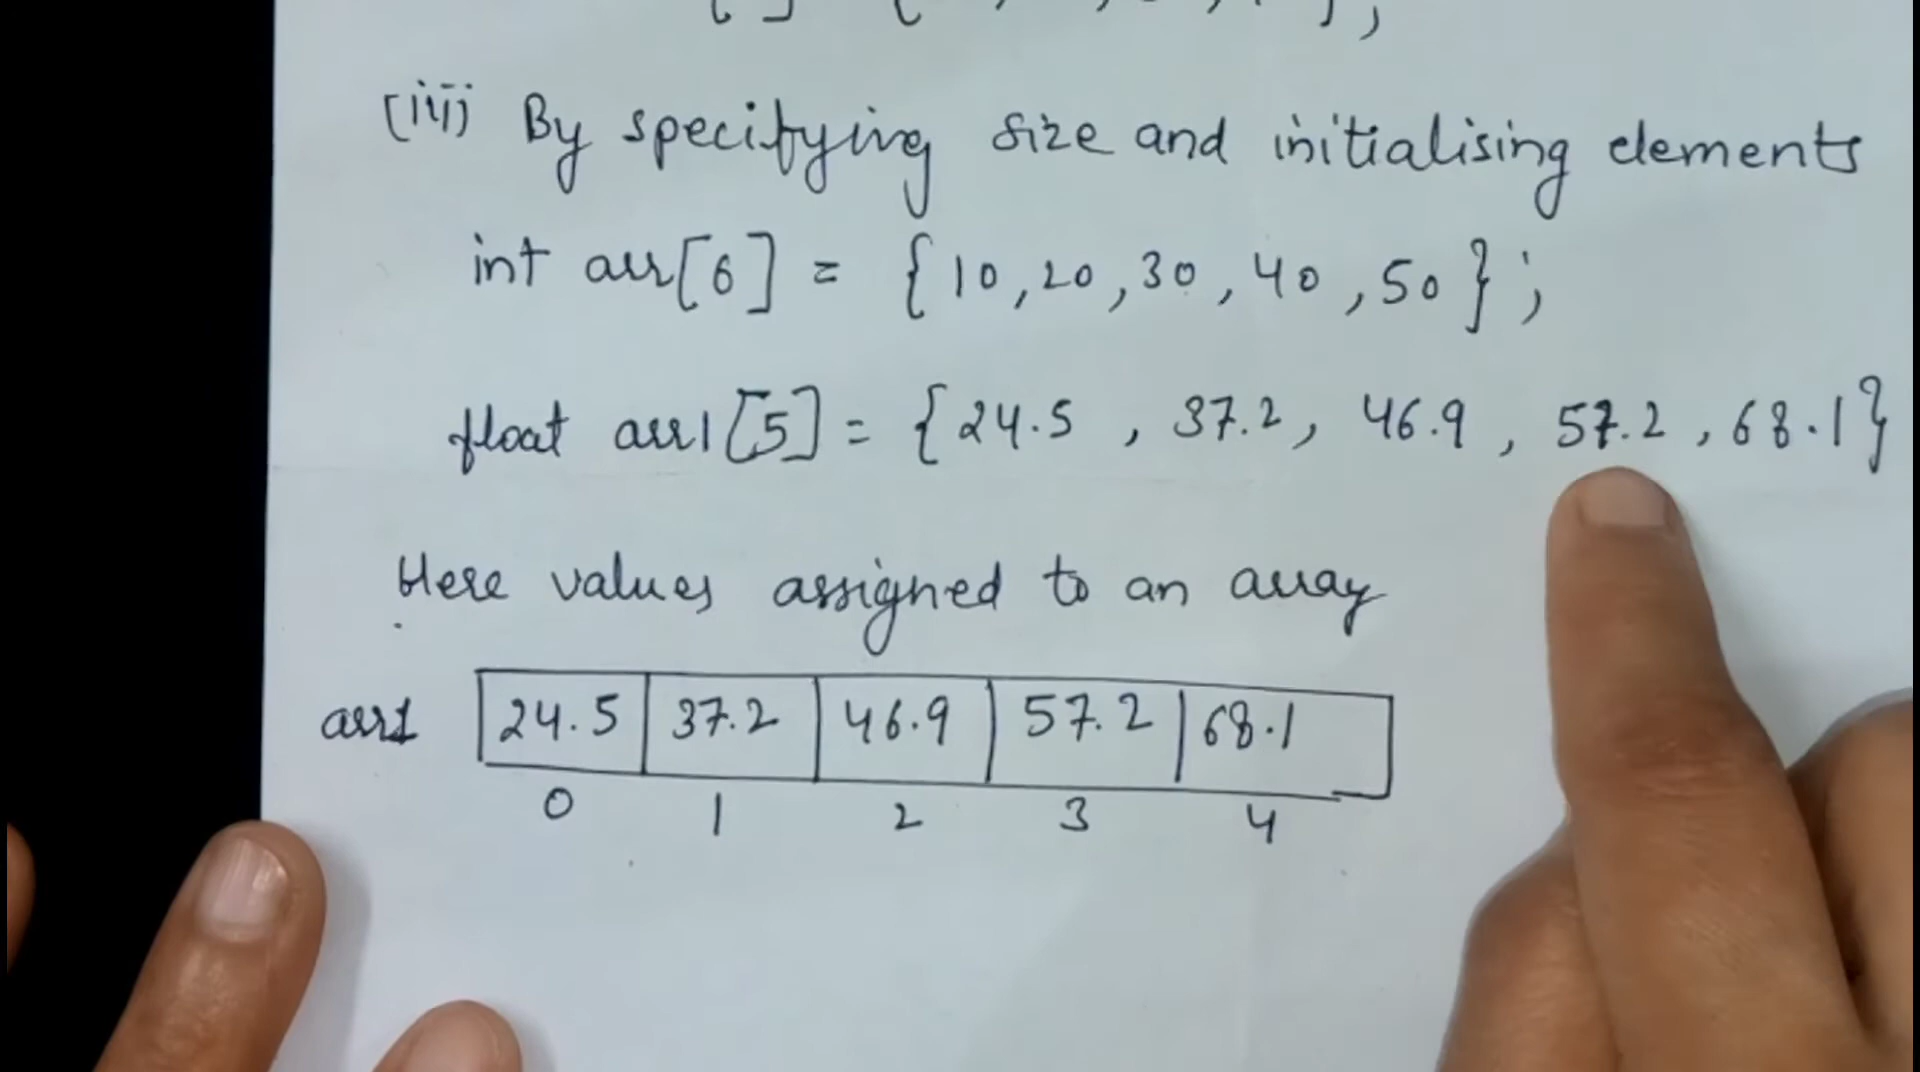 (iii) By specifying size and initialising elements
int arr[6] = {10,20,30,40,50};
float arr1[5] = {24.5, 37.2, 46.9, 57.2, 68.1}
Here values assigned to an array
arr1 24.5 37.2 46.9 57.2 68.1
0 1 2 3 4